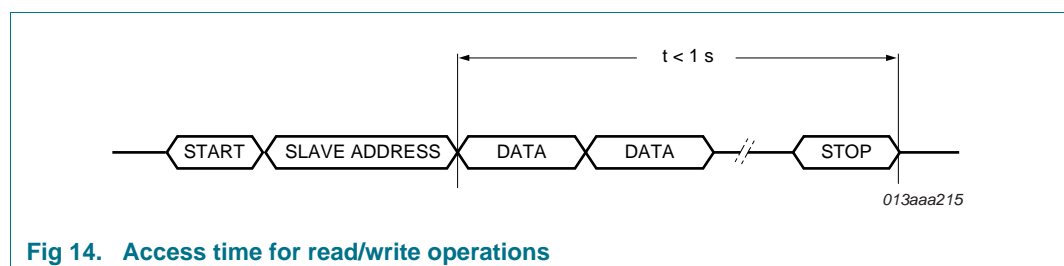 t < 1 s
START SLAVE ADDRESS DATA DATA STOP
013aaa215
Fig 14. Access time for read/write operations